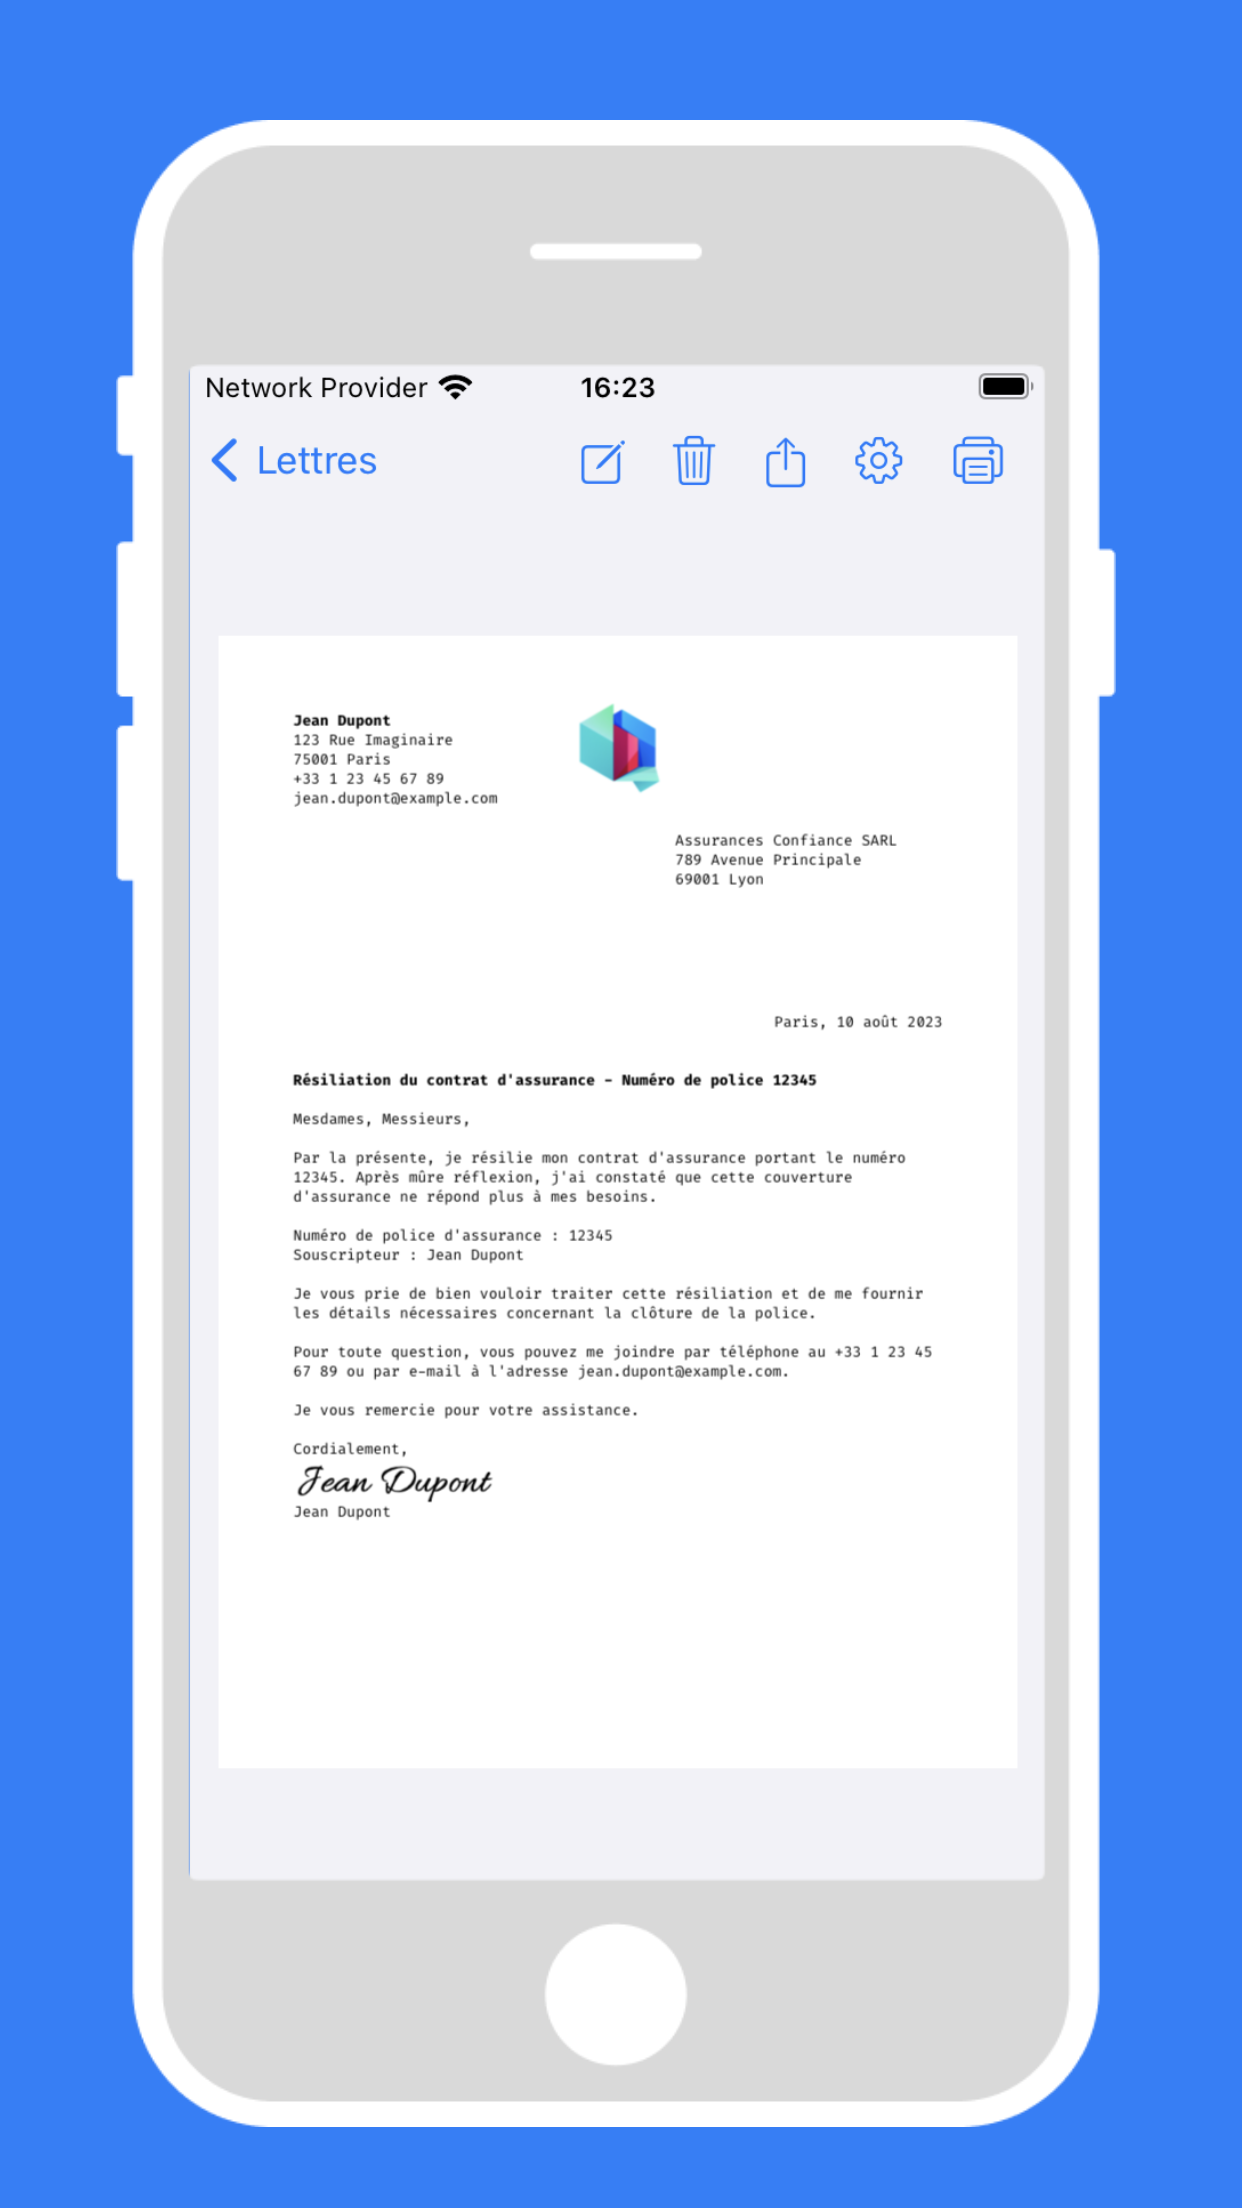 Network Provider 16:23
Lettres
Jean Dupont
123 Rue Imaginaire
75001 Paris
+33 1 23 45 67 89
jean.dupont@example.com
Assurances Confiance SARL
789 Avenue Principale
69001 Lyon
Paris, 10 août 2023
Résiliation du contrat d'assurance - Numéro de police 12345
Mesdames, Messieurs,
Par la présente, je résilie mon contrat d'assurance portant le numéro
12345. Après mûre réflexion, j'ai constaté que cette couverture
d'assurance ne répond plus à mes besoins.
Numéro de police d'assurance : 12345
Souscripteur : Jean Dupont
Je vous prie de bien vouloir traiter cette résiliation et de me fournir
les détails nécessaires concernant la clôture de la police.
Pour toute question, vous pouvez me joindre par téléphone au +33 1 23 45
67 89 ou par e-mail à l'adresse jean.dupont@example.com.
Je vous remercie pour votre assistance.
Cordialement,
Jean Dupont
Jean Dupont